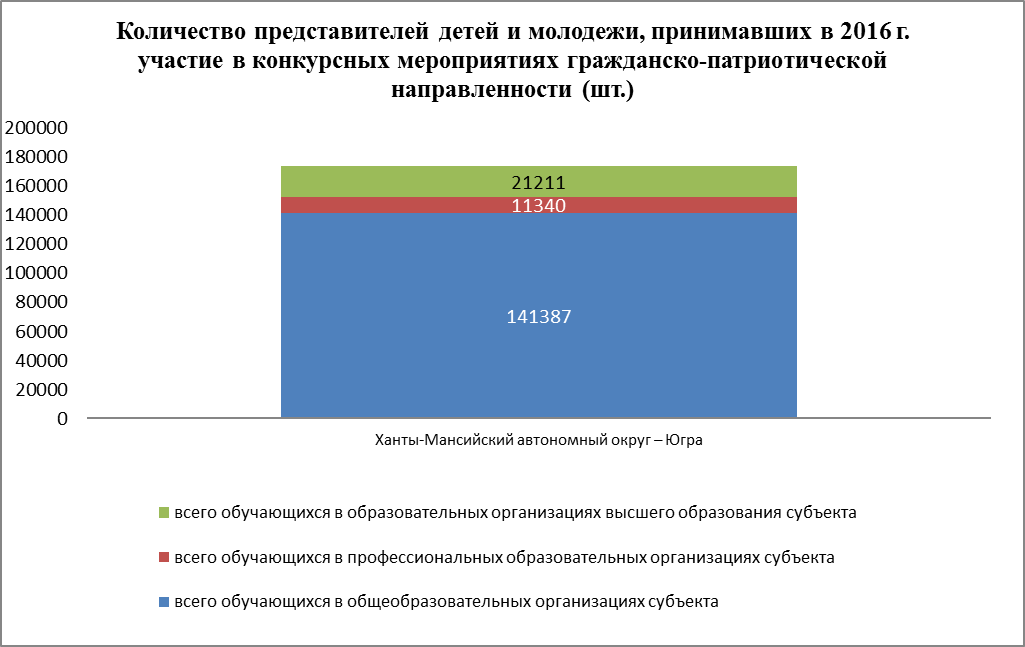 Количество представителей детей и молодежи, принимавших в 2016 г.
участие в конкурсных мероприятиях гражданско-патриотической
направленности (шт.)
200000
180000
160000
140000
120000
100000
80000
60000
40000
20000
0
21211
11340
141387
Ханты-Мансийский автономный округ – Югра
всего обучающихся в образовательных организациях высшего образования субъекта
всего обучающихся в профессиональных образовательных организациях субъекта
всего обучающихся в общеобразовательных организациях субъекта